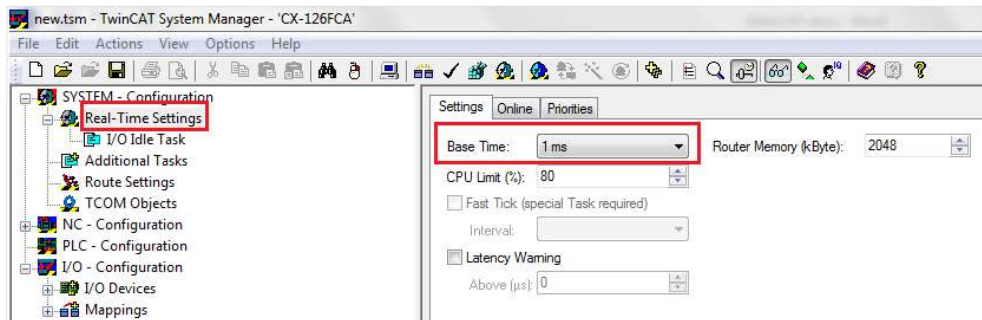 new.tsm - TwinCAT System Manager - 'CX-126FCA'
File Edit Actions View Options Help
SYSTEM - Configuration
Real-Time Settings
I/O Idle Task
Additional Tasks
Route Settings
TCOM Objects
NC - Configuration
PLC - Configuration
I/O - Configuration
I/O Devices
Mappings
Settings Online Priorities
Base Time: 1 ms Router Memory (kByte): 2048
CPU Limit (%): 80
Fast Tick (special Task required)
Interval:
Latency Warning
Above (µs): 0